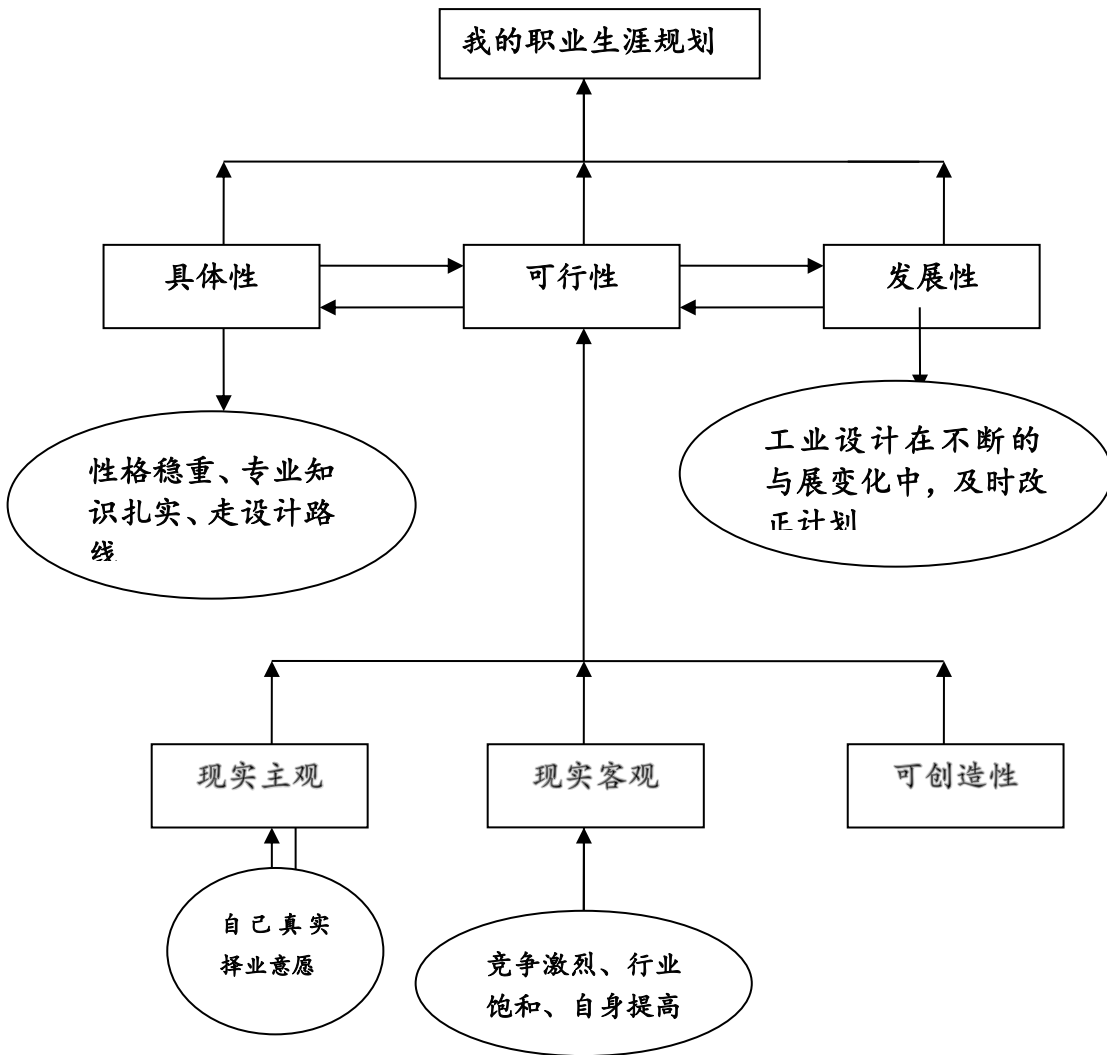 我的职业生涯规划
具体性
可行性
发展性
性格稳重、专业知
识扎实、走设计路
线
工业设计在不断的
与展变化中，及时改
正计划
现实主观
现实客观
可创造性
自己真实
择业意愿
竞争激烈、行业
饱和、自身提高